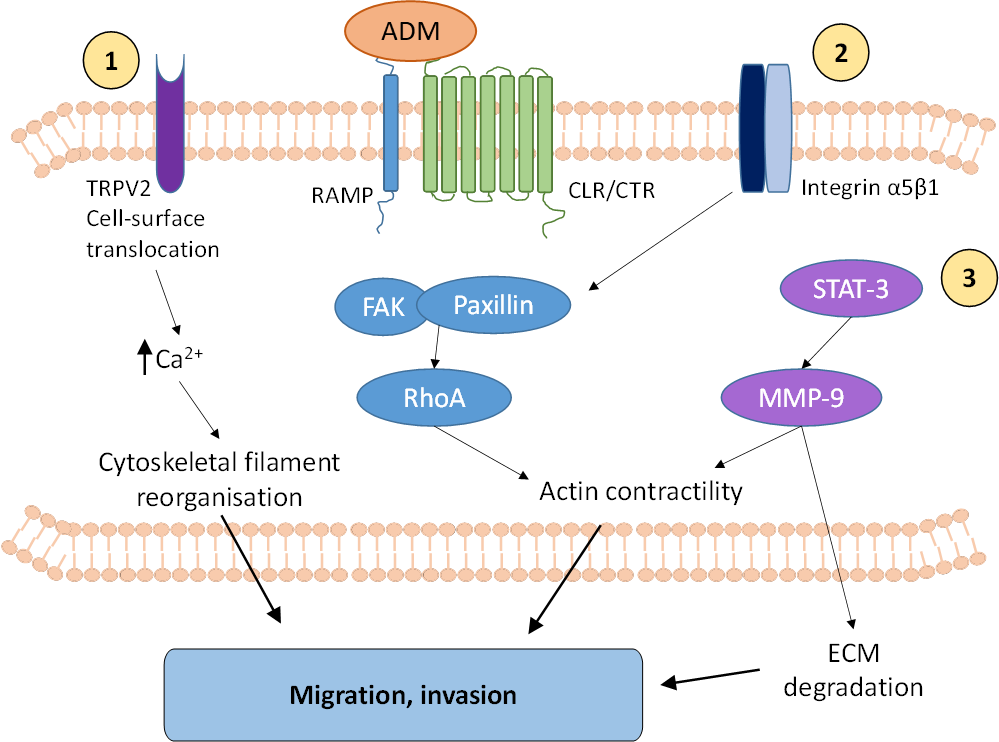 ADM
1
2
TRPV2
Cell-surface
translocation
RAMP
CLR/CTR
Integrin α5β1
FAK
Paxillin
STAT-3
3
Ca²⁺
RhoA
MMP-9
Cytoskeletal filament
reorganisation
Actin contractility
ECM
degradation
Migration, invasion